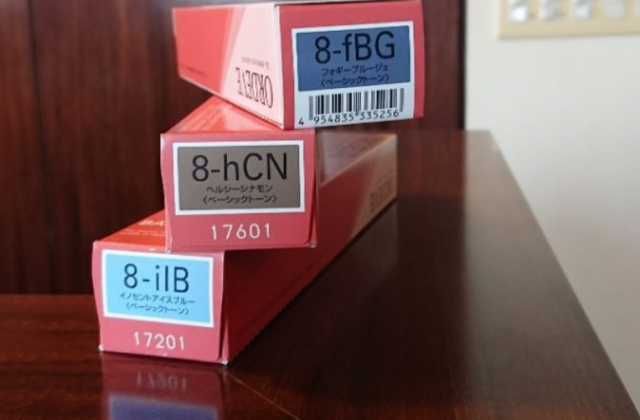 8-fBG
フォギーブルージュ
〈ベーシックトーン〉
4 954835 335256
ORDEVE
8-hCN
ヘルシーシナモン
〈ベーシックトーン〉
17601
8-iIB
イノセントアイスブルー
〈ベーシックトーン〉
17201